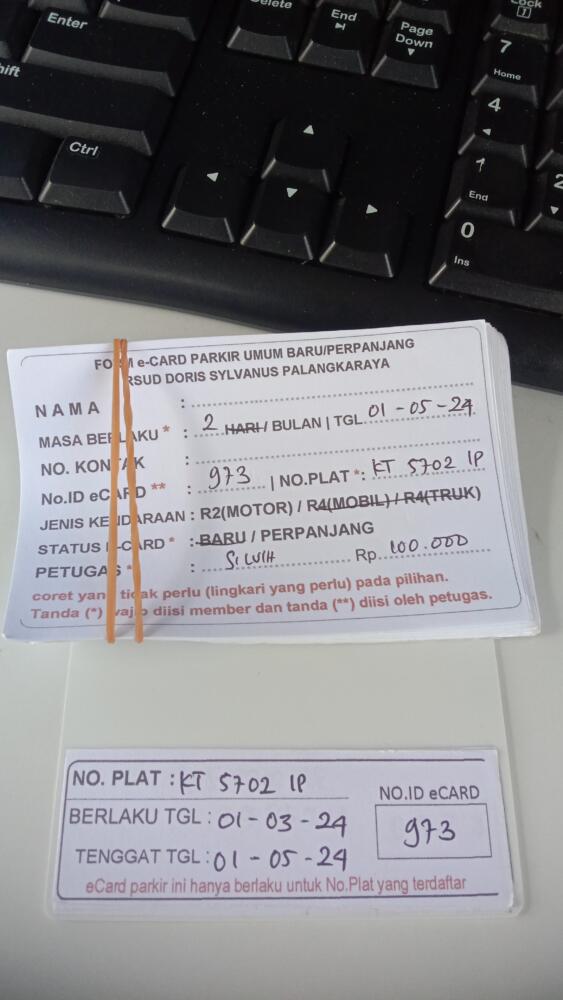 Delete
Enter
End
Page
Down
Lock
7
Home
Shift
4
Ctrl
1
End
2
0
Ins
FORM e-CARD PARKIR UMUM BARU/PERPANJANG
RSUD DORIS SYLVANUS PALANGKARAYA
NAMA :
MASA BERLAKU * : 2 HARI / BULAN | TGL 01 - 05 - 24
NO. KONTAK :
No.ID eCARD ** : 973 | NO.PLAT *: KT 5702 IP
JENIS KENDARAAN : R2(MOTOR) / R4(MOBIL) / R4(TRUK)
STATUS E-CARD * : BARU / PERPANJANG
PETUGAS * : Rp. 100.000
coret yang tidak perlu (lingkari yang perlu) pada pilihan.
Tanda (*) wajib diisi member dan tanda (**) diisi oleh petugas.
NO. PLAT : KT 5702 IP
NO.ID eCARD
BERLAKU TGL : 01 - 03 - 24
973
TENGGAT TGL : 01 - 05 - 24
eCard parkir ini hanya berlaku untuk No.Plat yang terdaftar